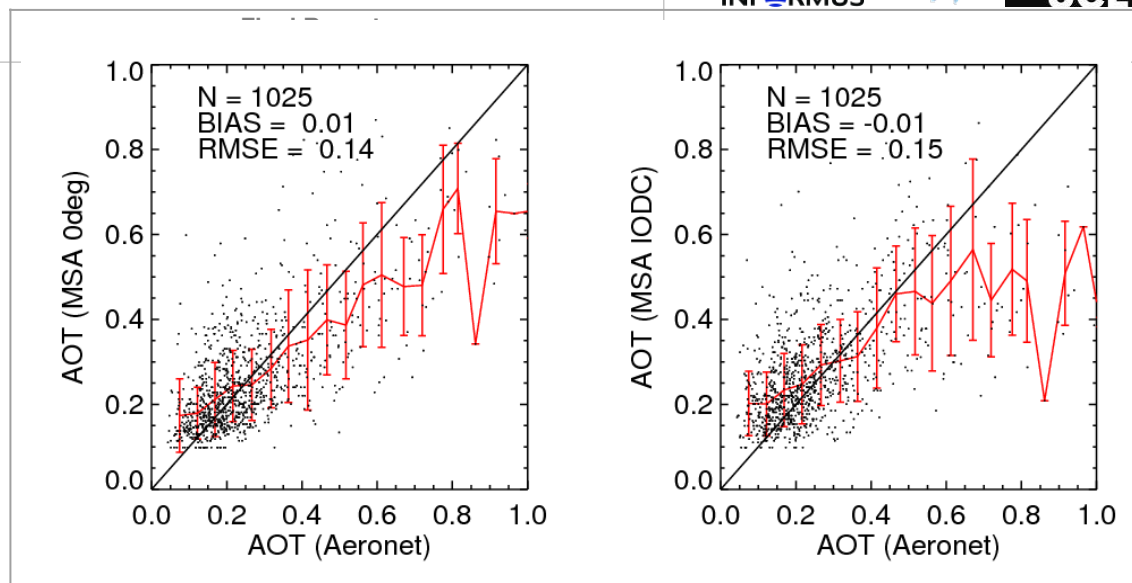 N = 1025
BIAS = 0.01
RMSE = 0.14
1.0
0.8
0.6
0.4
0.2
0.0
AOT (MSA 0deg)
0.0 0.2 0.4 0.6 0.8 1.0
AOT (Aeronet)
N = 1025
BIAS = -0.01
RMSE = 0.15
1.0
0.8
0.6
0.4
0.2
0.0
AOT (MSA IODC)
0.0 0.2 0.4 0.6 0.8 1.0
AOT (Aeronet)